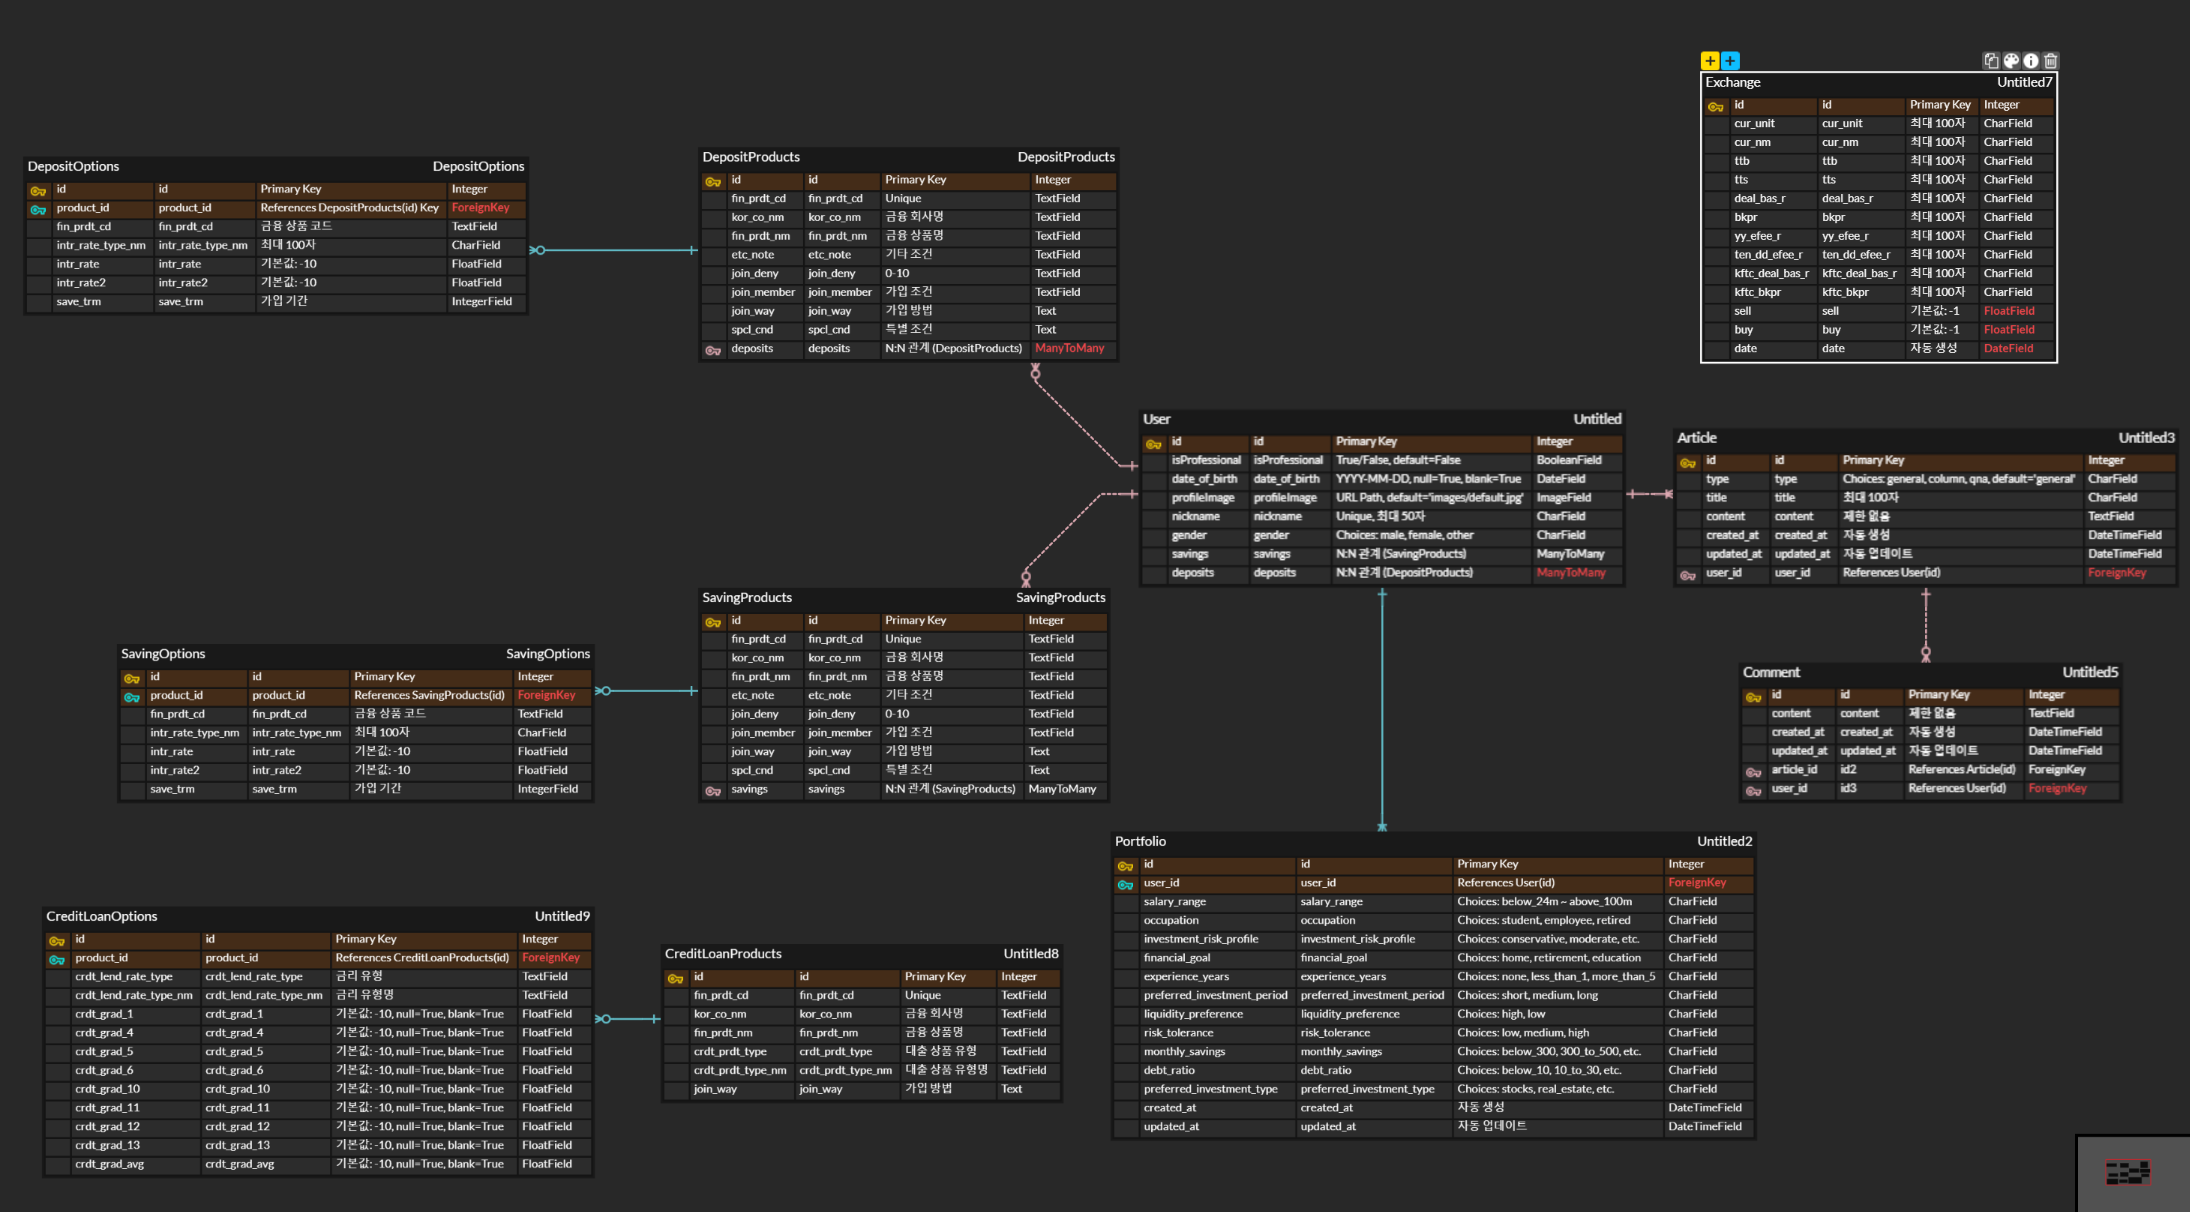 Exchange Untitled7
id id Primary Key Integer
cur_unit cur_unit 최대 100자 CharField
cur_nm cur_nm 최대 100자 CharField
ttb ttb 최대 100자 CharField
tts tts 최대 100자 CharField
deal_bas_r deal_bas_r 최대 100자 CharField
bkpr bkpr 최대 100자 CharField
yy_efee_r yy_efee_r 최대 100자 CharField
ten_dd_efee_r ten_dd_efee_r 최대 100자 CharField
kftc_deal_bas_r kftc_deal_bas_r 최대 100자 CharField
kftc_bkpr kftc_bkpr 최대 100자 CharField
sell sell 기본값: -1 FloatField
buy buy 기본값: -1 FloatField
date date 자동 생성 DateField
DepositOptions DepositOptions
id id Primary Key Integer
product_id product_id References DepositProducts(id) Key ForeignKey
fin_prdt_cd fin_prdt_cd 금융 상품 코드 TextField
intr_rate_type_nm intr_rate_type_nm 최대 100자 CharField
intr_rate intr_rate 기본값: -10 FloatField
intr_rate2 intr_rate2 기본값: -10 FloatField
save_trm save_trm 가입 기간 IntegerField
DepositProducts DepositProducts
id id Primary Key Integer
fin_prdt_cd fin_prdt_cd Unique TextField
kor_co_nm kor_co_nm 금융 회사명 TextField
fin_prdt_nm fin_prdt_nm 금융 상품명 TextField
etc_note etc_note 기타 조건 TextField
join_deny join_deny 0-10 TextField
join_member join_member 가입 조건 TextField
join_way join_way 가입 방법 Text
spcl_cnd spcl_cnd 특별 조건 Text
deposits deposits N:N 관계 (DepositProducts) ManyToMany
User Untitled
id id Primary Key Integer
isProfessional isProfessional True/False, default=False BooleanField
date_of_birth date_of_birth YYYY-MM-DD, null=True, blank=True DateField
profileImage profileImage URL Path, default='images/default.jpg' ImageField
nickname nickname Unique, 최대 50자 CharField
gender gender Choices: male, female, other CharField
savings savings N:N 관계 (SavingProducts) ManyToMany
deposits deposits N:N 관계 (DepositProducts) ManyToMany
Article Untitled3
id id Primary Key Integer
type type Choices: general, column, qna, default='general' CharField
title title 최대 100자 CharField
content content 제한 없음 TextField
created_at created_at 자동 생성 DateTimeField
updated_at updated_at 자동 업데이트 DateTimeField
user_id user_id References User(id) ForeignKey
SavingProducts SavingProducts
id id Primary Key Integer
fin_prdt_cd fin_prdt_cd Unique TextField
kor_co_nm kor_co_nm 금융 회사명 TextField
fin_prdt_nm fin_prdt_nm 금융 상품명 TextField
etc_note etc_note 기타 조건 TextField
join_deny join_deny 0-10 TextField
join_member join_member 가입 조건 TextField
join_way join_way 가입 방법 Text
spcl_cnd spcl_cnd 특별 조건 Text
savings savings N:N 관계 (SavingProducts) ManyToMany
SavingOptions SavingOptions
id id Primary Key Integer
product_id product_id References SavingProducts(id) ForeignKey
fin_prdt_cd fin_prdt_cd 금융 상품 코드 TextField
intr_rate_type_nm intr_rate_type_nm 최대 100자 CharField
intr_rate intr_rate 기본값: -10 FloatField
intr_rate2 intr_rate2 기본값: -10 FloatField
save_trm save_trm 가입 기간 IntegerField
Comment Untitled5
id id Primary Key Integer
content content 제한 없음 TextField
created_at created_at 자동 생성 DateTimeField
updated_at updated_at 자동 업데이트 DateTimeField
article_id id2 References Article(id) ForeignKey
user_id id3 References User(id) ForeignKey
Portfolio Untitled2
id id Primary Key Integer
user_id user_id References User(id) ForeignKey
salary_range salary_range Choices: below_24m ~ above_100m CharField
occupation occupation Choices: student, employee, retired CharField
investment_risk_profile investment_risk_profile Choices: conservative, moderate, etc. CharField
financial_goal financial_goal Choices: home, retirement, education CharField
experience_years experience_years Choices: none, less_than_1, more_than_5 CharField
preferred_investment_period preferred_investment_period Choices: short, medium, long CharField
liquidity_preference liquidity_preference Choices: high, low CharField
risk_tolerance risk_tolerance Choices: low, medium, high CharField
monthly_savings monthly_savings Choices: below_300, 300_to_500, etc. CharField
debt_ratio debt_ratio Choices: below_10, 10_to_30, etc. CharField
preferred_investment_type preferred_investment_type Choices: stocks, real_estate, etc. CharField
created_at created_at 자동 생성 DateTimeField
updated_at updated_at 자동 업데이트 DateTimeField
CreditLoanOptions Untitled9
id id Primary Key Integer
product_id product_id References CreditLoanProducts(id) ForeignKey
crdt_lend_rate_type crdt_lend_rate_type 금리 유형 TextField
crdt_lend_rate_type_nm crdt_lend_rate_type_nm 금리 유형명 TextField
crdt_grad_1 crdt_grad_1 기본값: -10, null=True, blank=True FloatField
crdt_grad_4 crdt_grad_4 기본값: -10, null=True, blank=True FloatField
crdt_grad_5 crdt_grad_5 기본값: -10, null=True, blank=True FloatField
crdt_grad_6 crdt_grad_6 기본값: -10, null=True, blank=True FloatField
crdt_grad_10 crdt_grad_10 기본값: -10, null=True, blank=True FloatField
crdt_grad_11 crdt_grad_11 기본값: -10, null=True, blank=True FloatField
crdt_grad_12 crdt_grad_12 기본값: -10, null=True, blank=True FloatField
crdt_grad_13 crdt_grad_13 기본값: -10, null=True, blank=True FloatField
crdt_grad_avg crdt_grad_avg 기본값: -10, null=True, blank=True FloatField
CreditLoanProducts Untitled8
id id Primary Key Integer
fin_prdt_cd fin_prdt_cd Unique TextField
kor_co_nm kor_co_nm 금융 회사명 TextField
fin_prdt_nm fin_prdt_nm 금융 상품명 TextField
crdt_prdt_type crdt_prdt_type 대출 상품 유형 TextField
crdt_prdt_type_nm crdt_prdt_type_nm 대출 상품 유형명 TextField
join_way join_way 가입 방법 Text